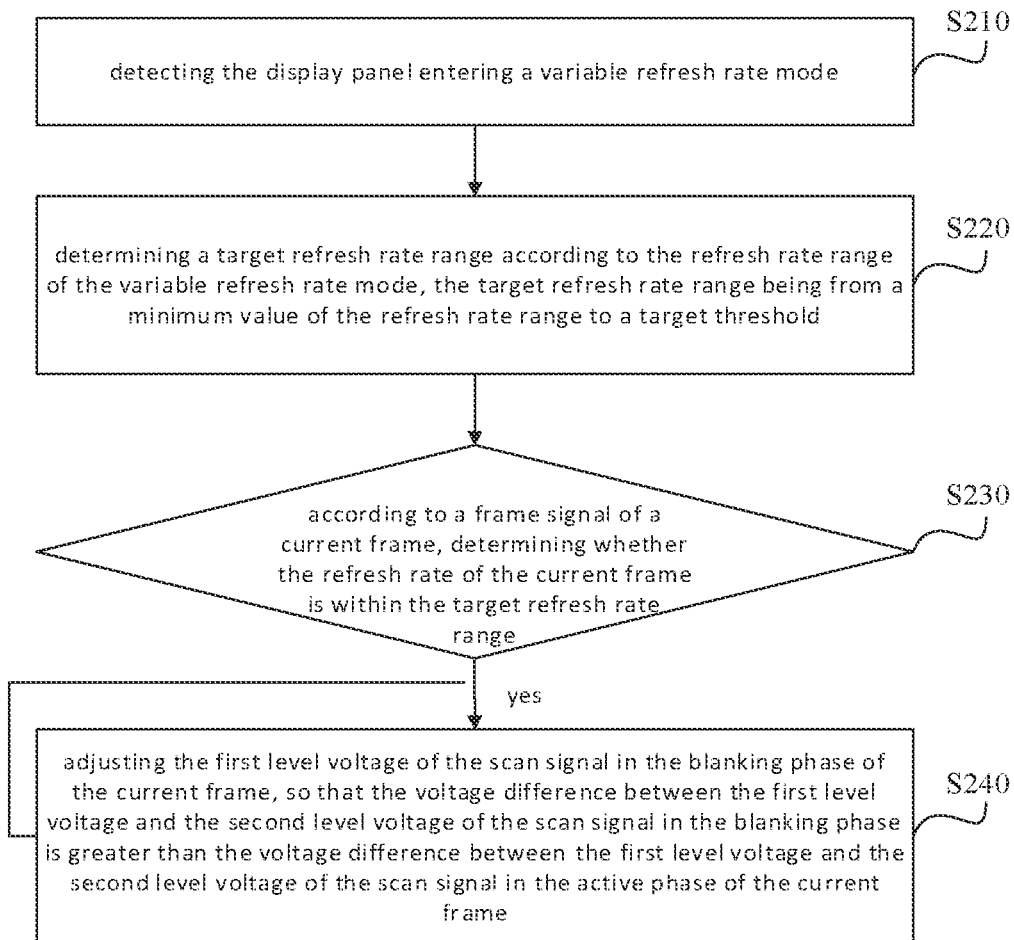 S210
detecting the display panel entering a variable refresh rate mode
S220
determining a target refresh rate range according to the refresh rate range
of the variable refresh rate mode, the target refresh rate range being from a
minimum value of the refresh rate range to a target threshold
S230
according to a frame signal of a
current frame, determining whether
the refresh rate of the current frame
is within the target refresh rate
range
yes
S240
adjusting the first level voltage of the scan signal in the blanking phase of
the current frame, so that the voltage difference between the first level
voltage and the second level voltage of the scan signal in the blanking phase
is greater than the voltage difference between the first level voltage and the
second level voltage of the scan signal in the active phase of the current
frame